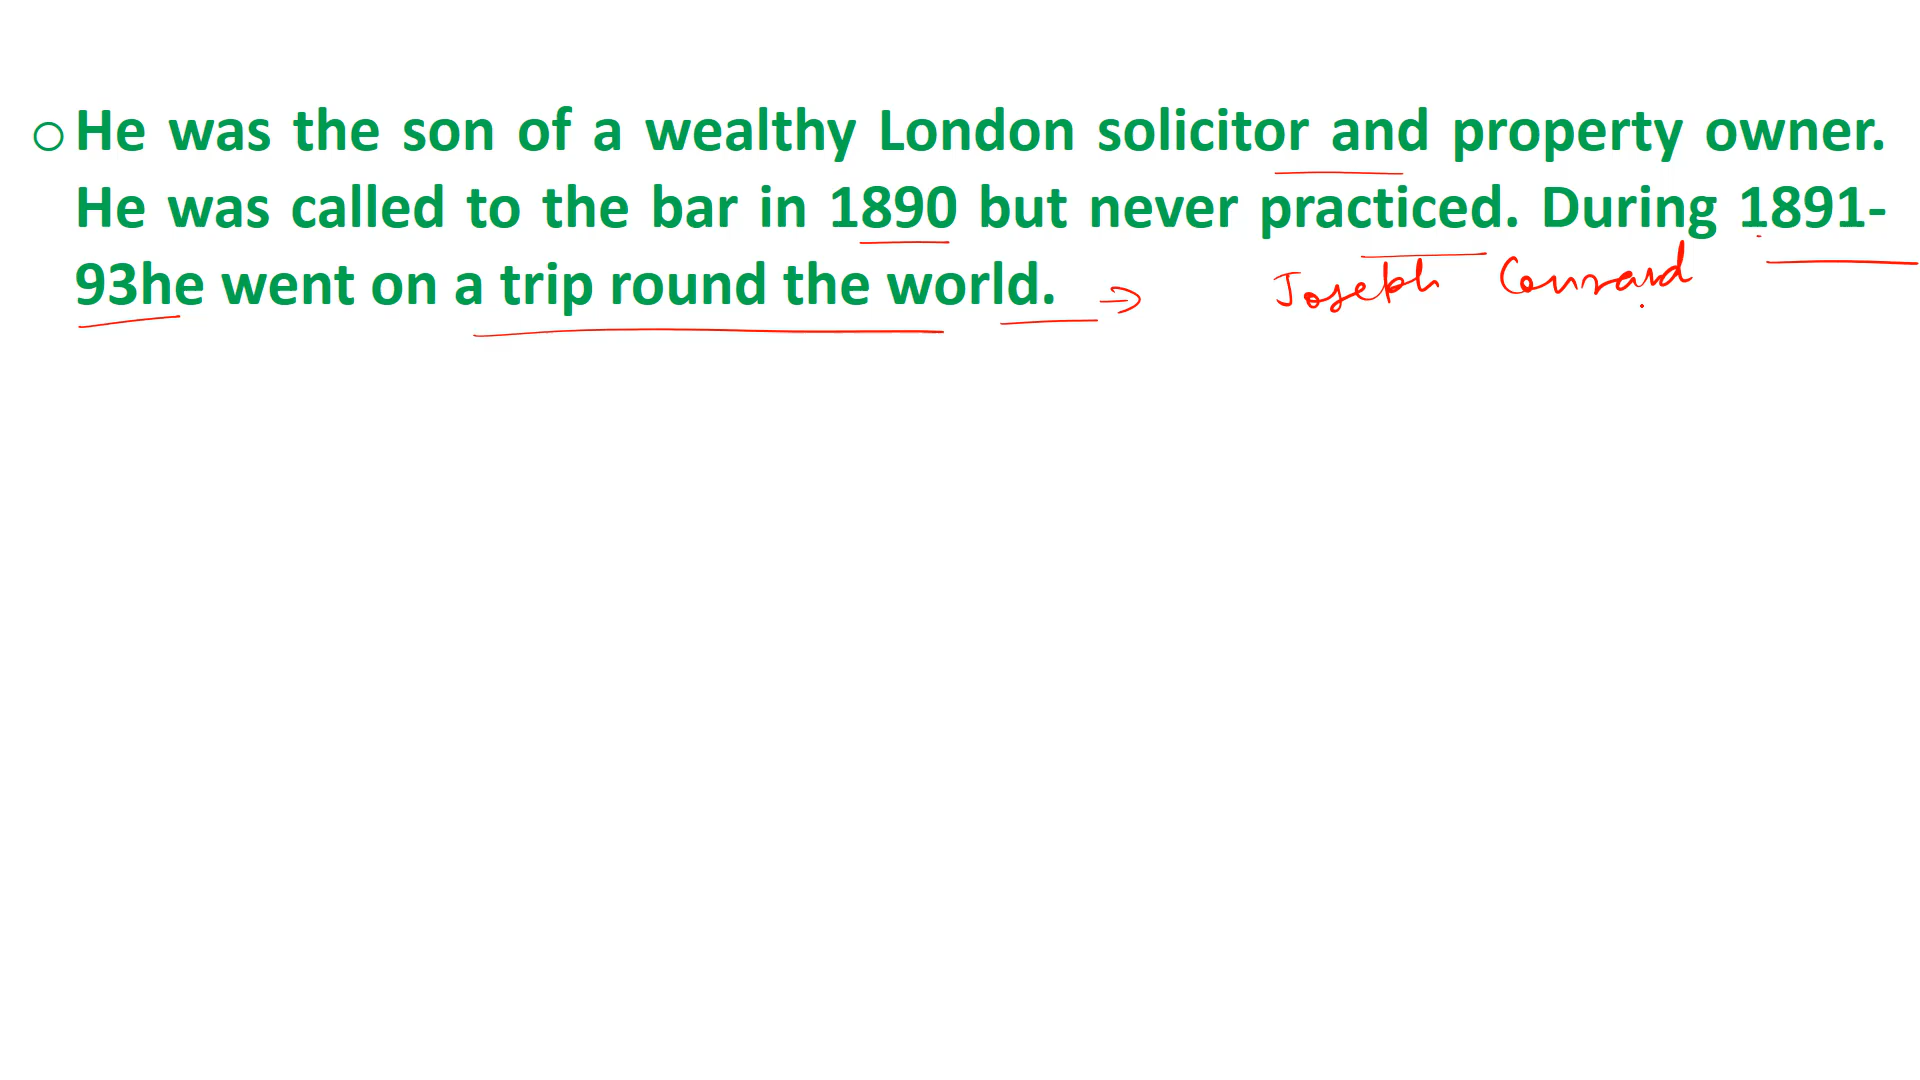 He was the son of a wealthy London solicitor and property owner.
He was called to the bar in 1890 but never practiced. During 1891-
93he went on a trip round the world. → Joseph Conrad